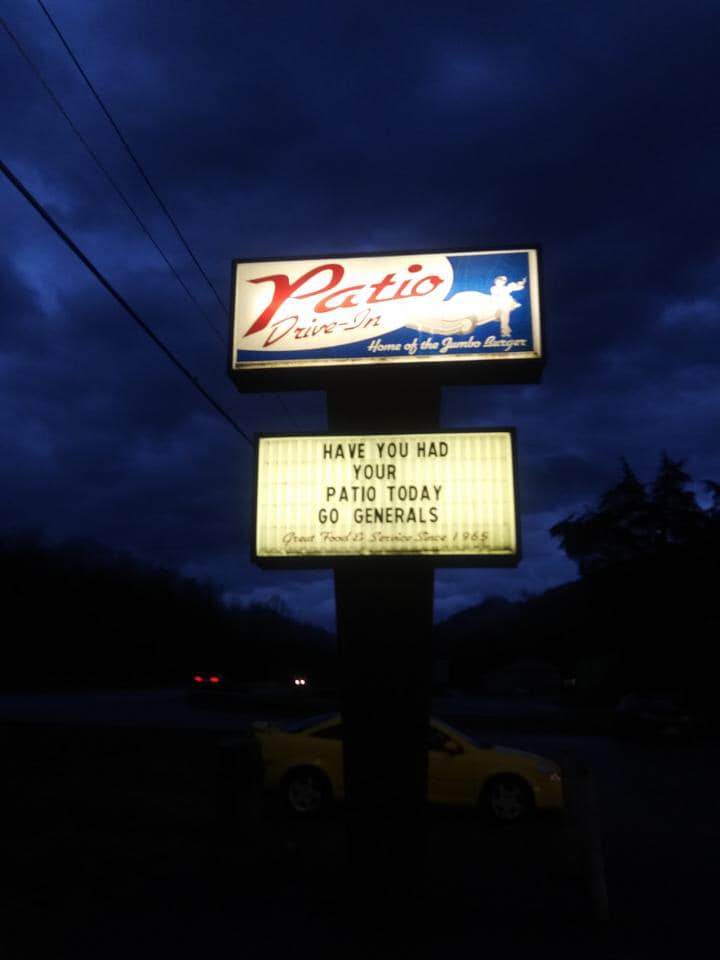 Patio
Drive-In
Home of the Jumbo Burger
HAVE YOU HAD
YOUR
PATIO TODAY
GO GENERALS
Great Food & Service Since 1965